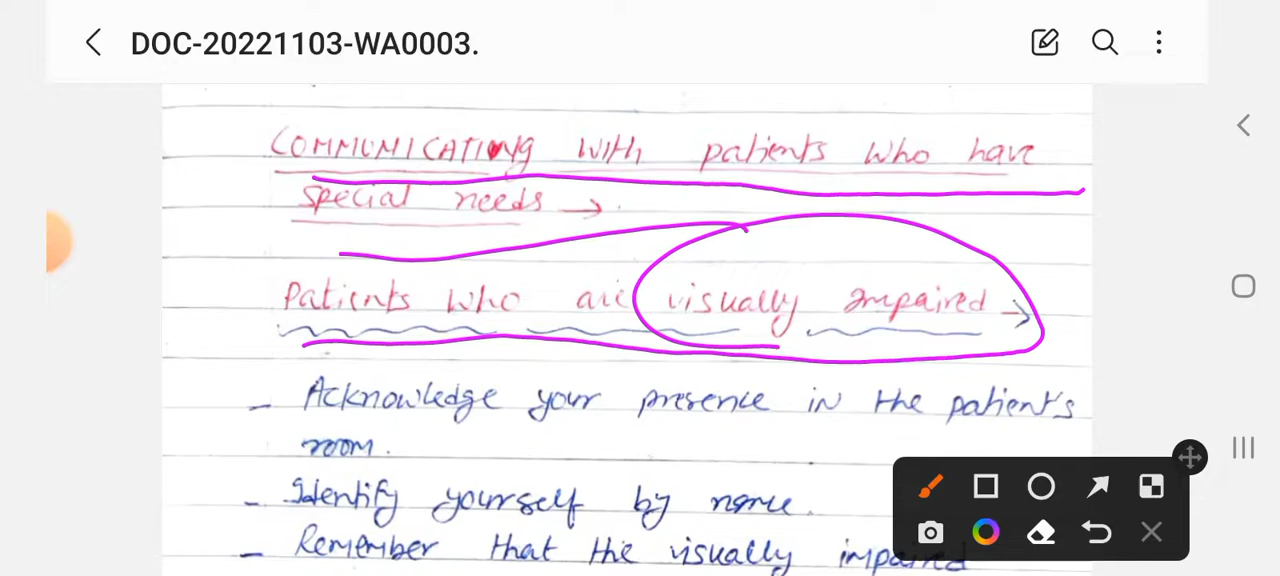 DOC-20221103-WA0003.
COMMUNICATING WITH patients who have
special needs →.
patients who are visually impaired →
- Acknowledge your presence in the patient's
room.
- Identify yourself by name.
- Remember that the visually impaired